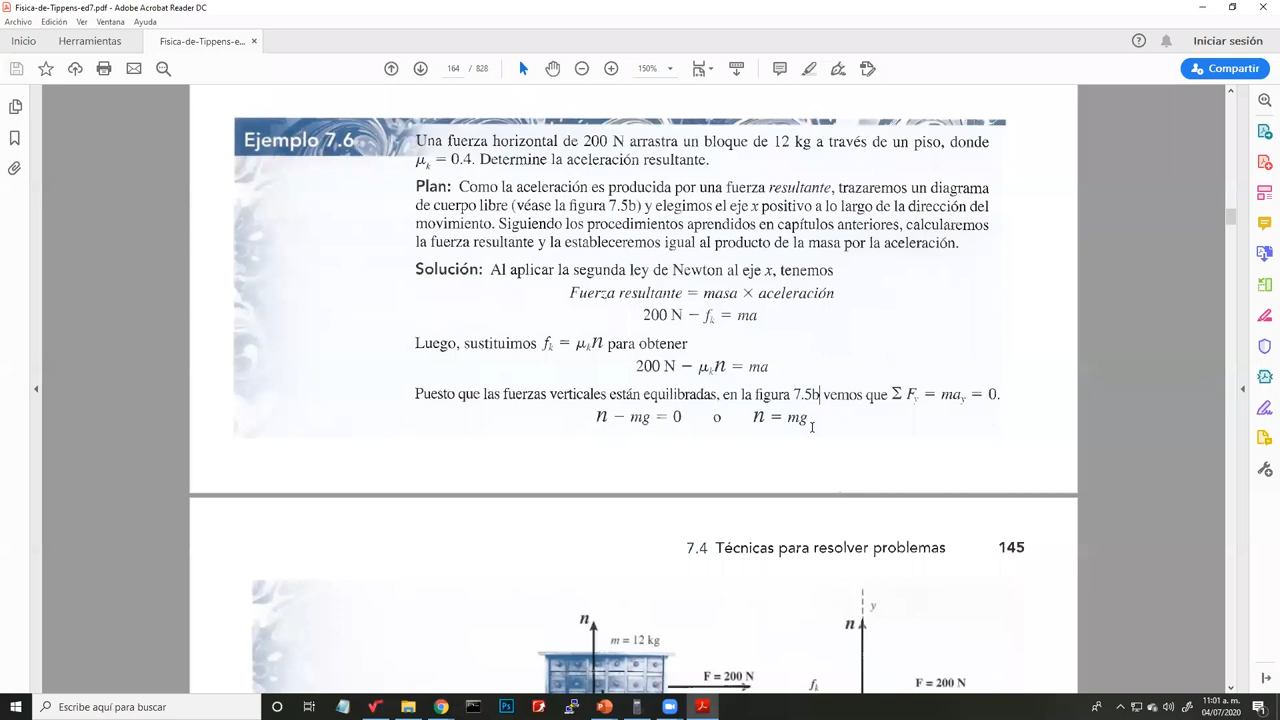 Fisica-de-Tippens-ed7.pdf - Adobe Acrobat Reader DC
Archivo Edición Ver Ventana Ayuda
Inicio Herramientas Fisica-de-Tippens-e... × Iniciar sesión
164 / 828 150% Compartir
Ejemplo 7.6
Una fuerza horizontal de 200 N arrastra un bloque de 12 kg a través de un piso, donde
μₖ = 0.4. Determine la aceleración resultante.
Plan: Como la aceleración es producida por una fuerza resultante, trazaremos un diagrama
de cuerpo libre (véase la figura 7.5b) y elegimos el eje x positivo a lo largo de la dirección del
movimiento. Siguiendo los procedimientos aprendidos en capítulos anteriores, calcularemos
la fuerza resultante y la estableceremos igual al producto de la masa por la aceleración.
Solución: Al aplicar la segunda ley de Newton al eje x, tenemos
Fuerza resultante = masa × aceleración
200 N − fₖ = ma
Luego, sustituimos fₖ = μₖn para obtener
200 N − μₖn = ma
Puesto que las fuerzas verticales están equilibradas, en la figura 7.5b vemos que Σ Fy = may = 0.
n − mg = 0 o n = mg
7.4 Técnicas para resolver problemas 145
n
m = 12 kg
F = 200 N
y
n
fₖ
F = 200 N
Escribe aquí para buscar
11:01 a. m.
04/07/2020